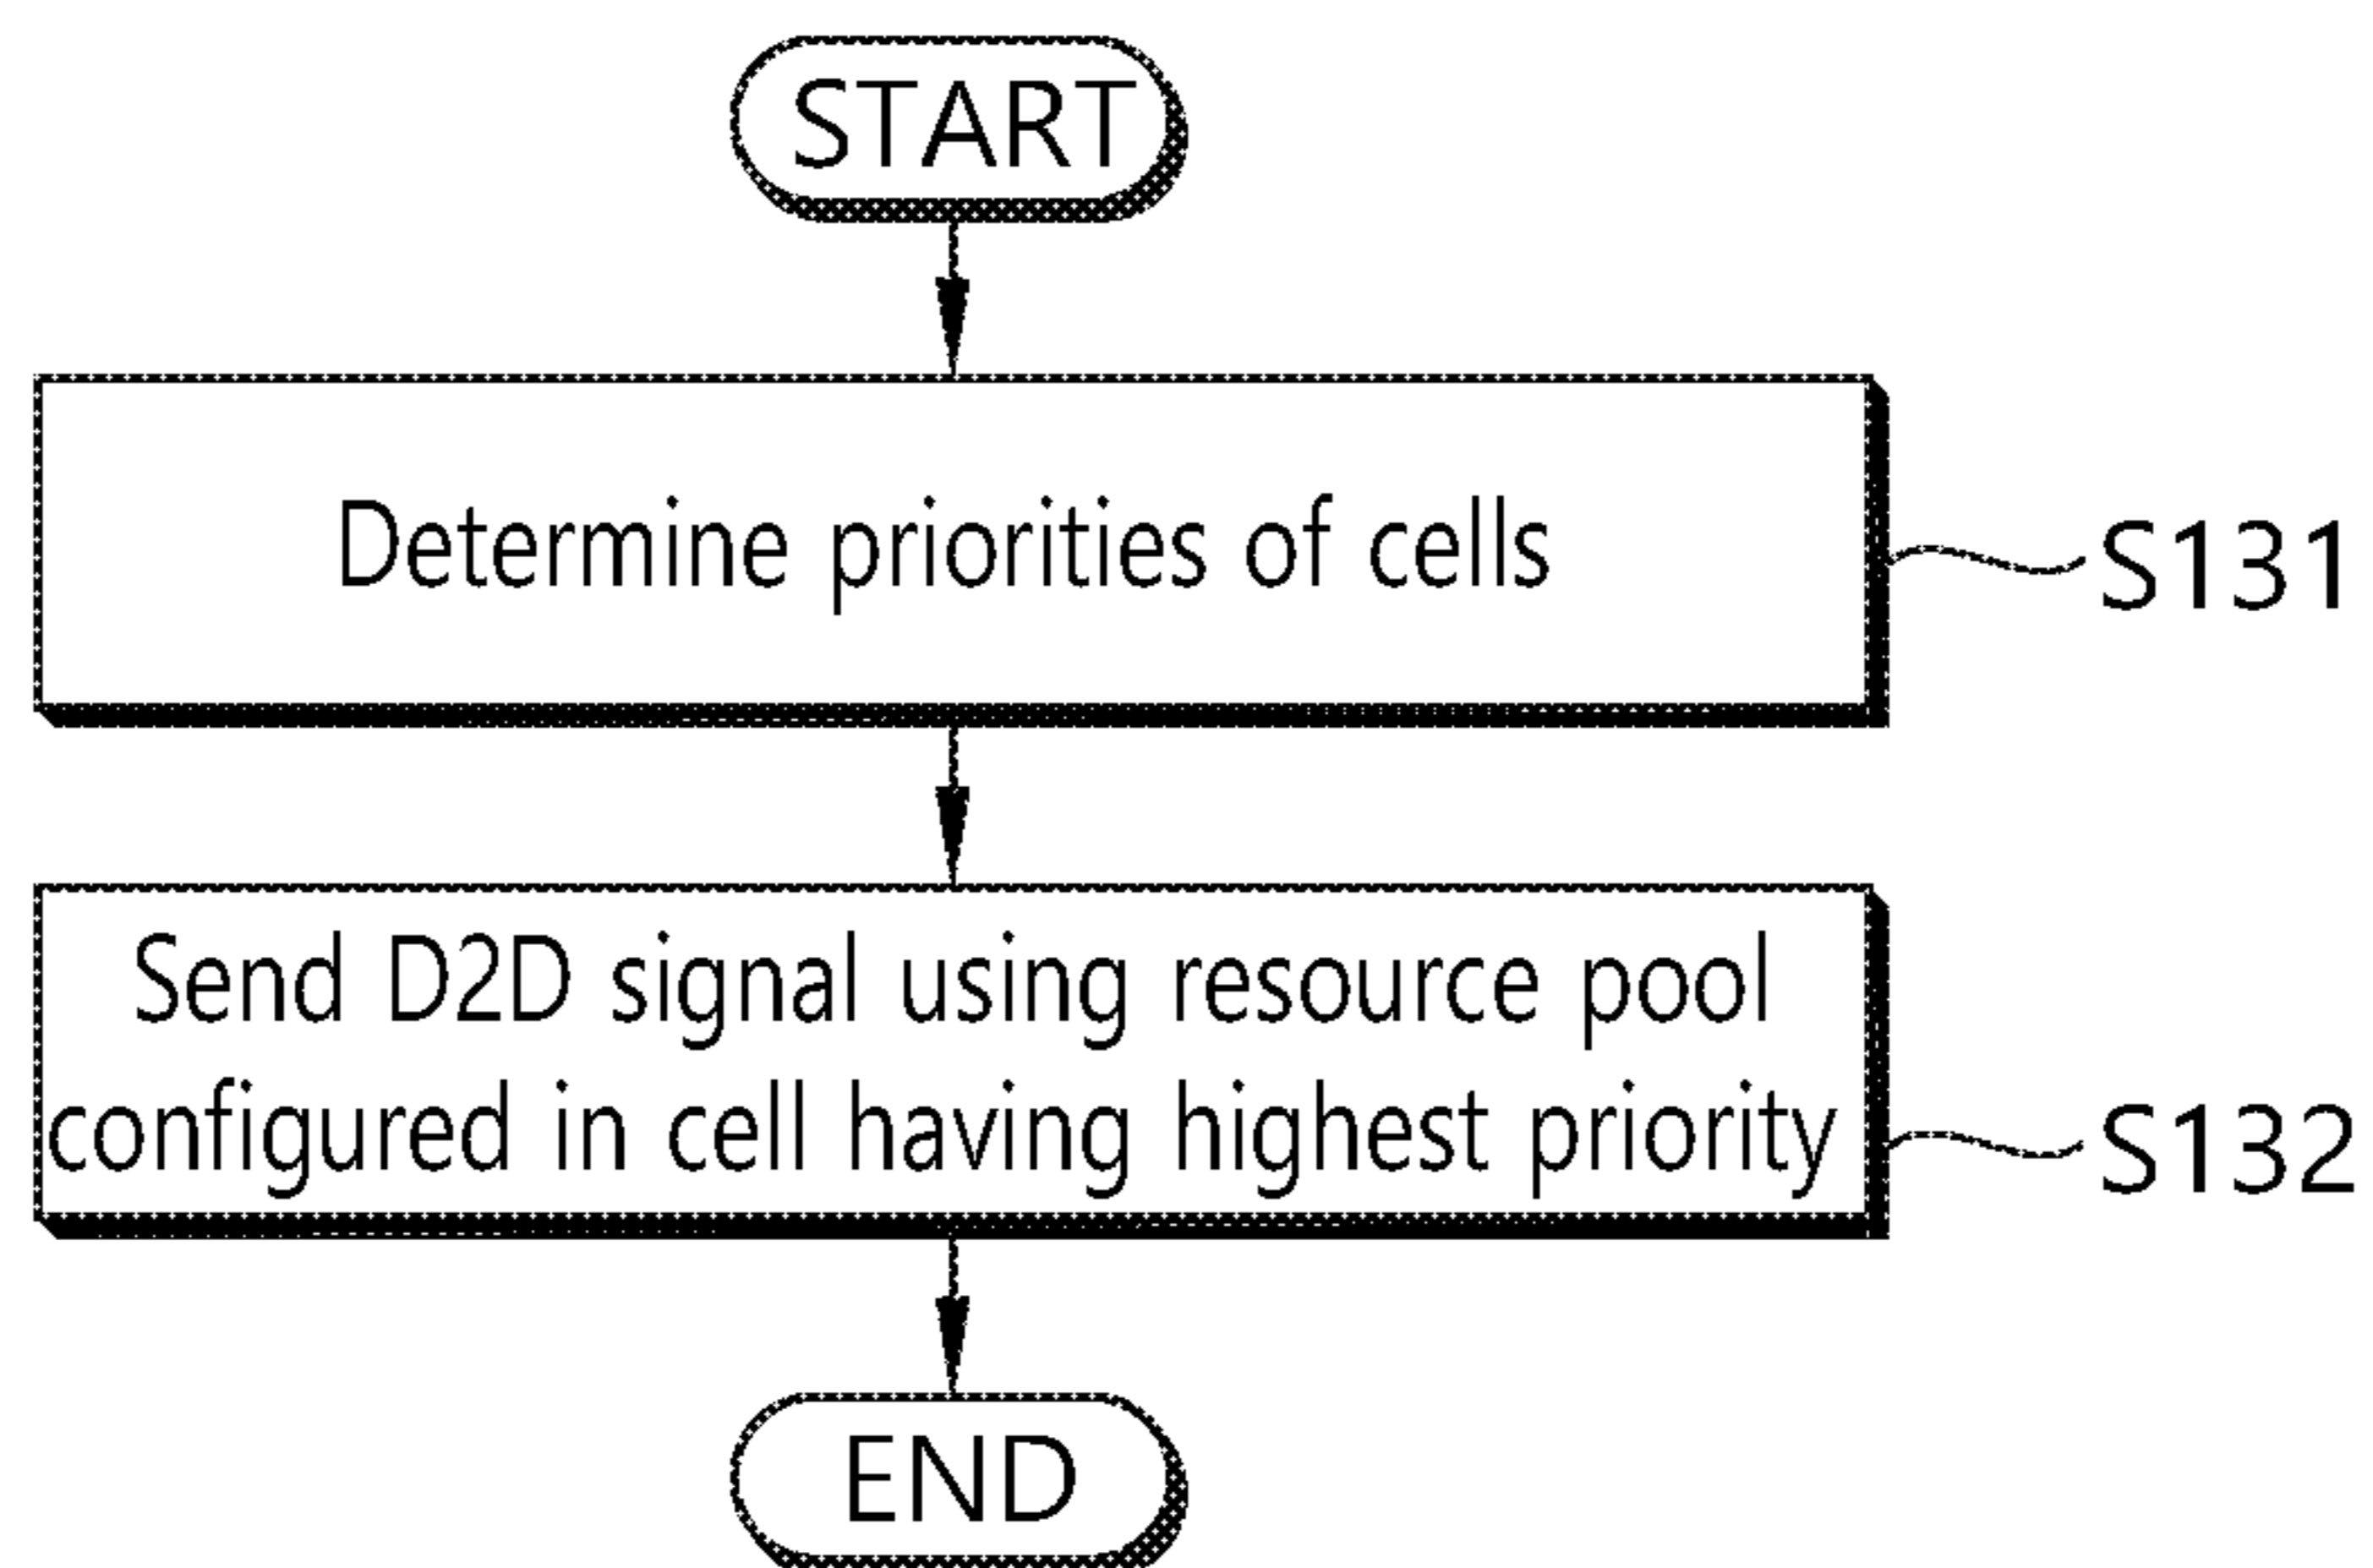 START
Determine priorities of cells
S131
Send D2D signal using resource pool
configured in cell having highest priority
S132
END